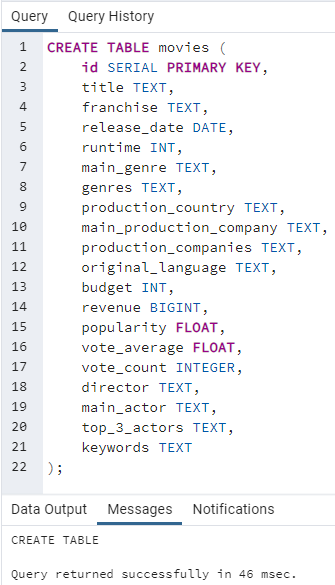 Query Query History
1 CREATE TABLE movies (
2 id SERIAL PRIMARY KEY,
3 title TEXT,
4 franchise TEXT,
5 release_date DATE,
6 runtime INT,
7 main_genre TEXT,
8 genres TEXT,
9 production_country TEXT,
10 main_production_company TEXT,
11 production_companies TEXT,
12 original_language TEXT,
13 budget INT,
14 revenue BIGINT,
15 popularity FLOAT,
16 vote_average FLOAT,
17 vote_count INTEGER,
18 director TEXT,
19 main_actor TEXT,
20 top_3_actors TEXT,
21 keywords TEXT
22 );
Data Output Messages Notifications
CREATE TABLE
Query returned successfully in 46 msec.